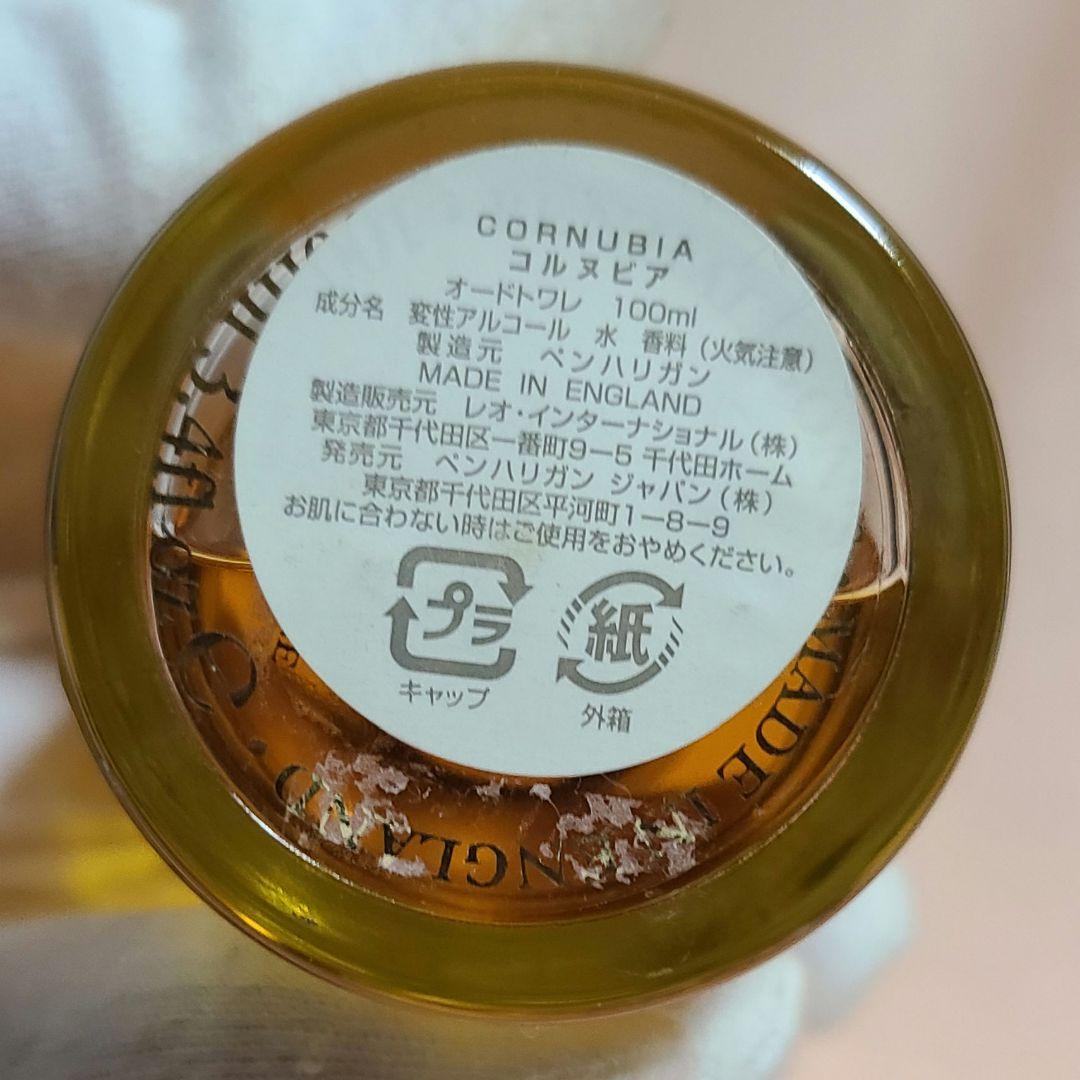 CORNUBIA
コルヌビア
オードトワレ 100ml
成分名 変性アルコール 水 香料（火気注意）
製造元 ペンハリガン
MADE IN ENGLAND
製造販売元 レオ・インターナショナル（株）
東京都千代田区一番町9−5 千代田ホーム
発売元 ペンハリガン ジャパン（株）
東京都千代田区平河町1−8−9
お肌に合わない時はご使用をおやめください。
プラ
キャップ
紙
外箱
3.4fl oz
MADE